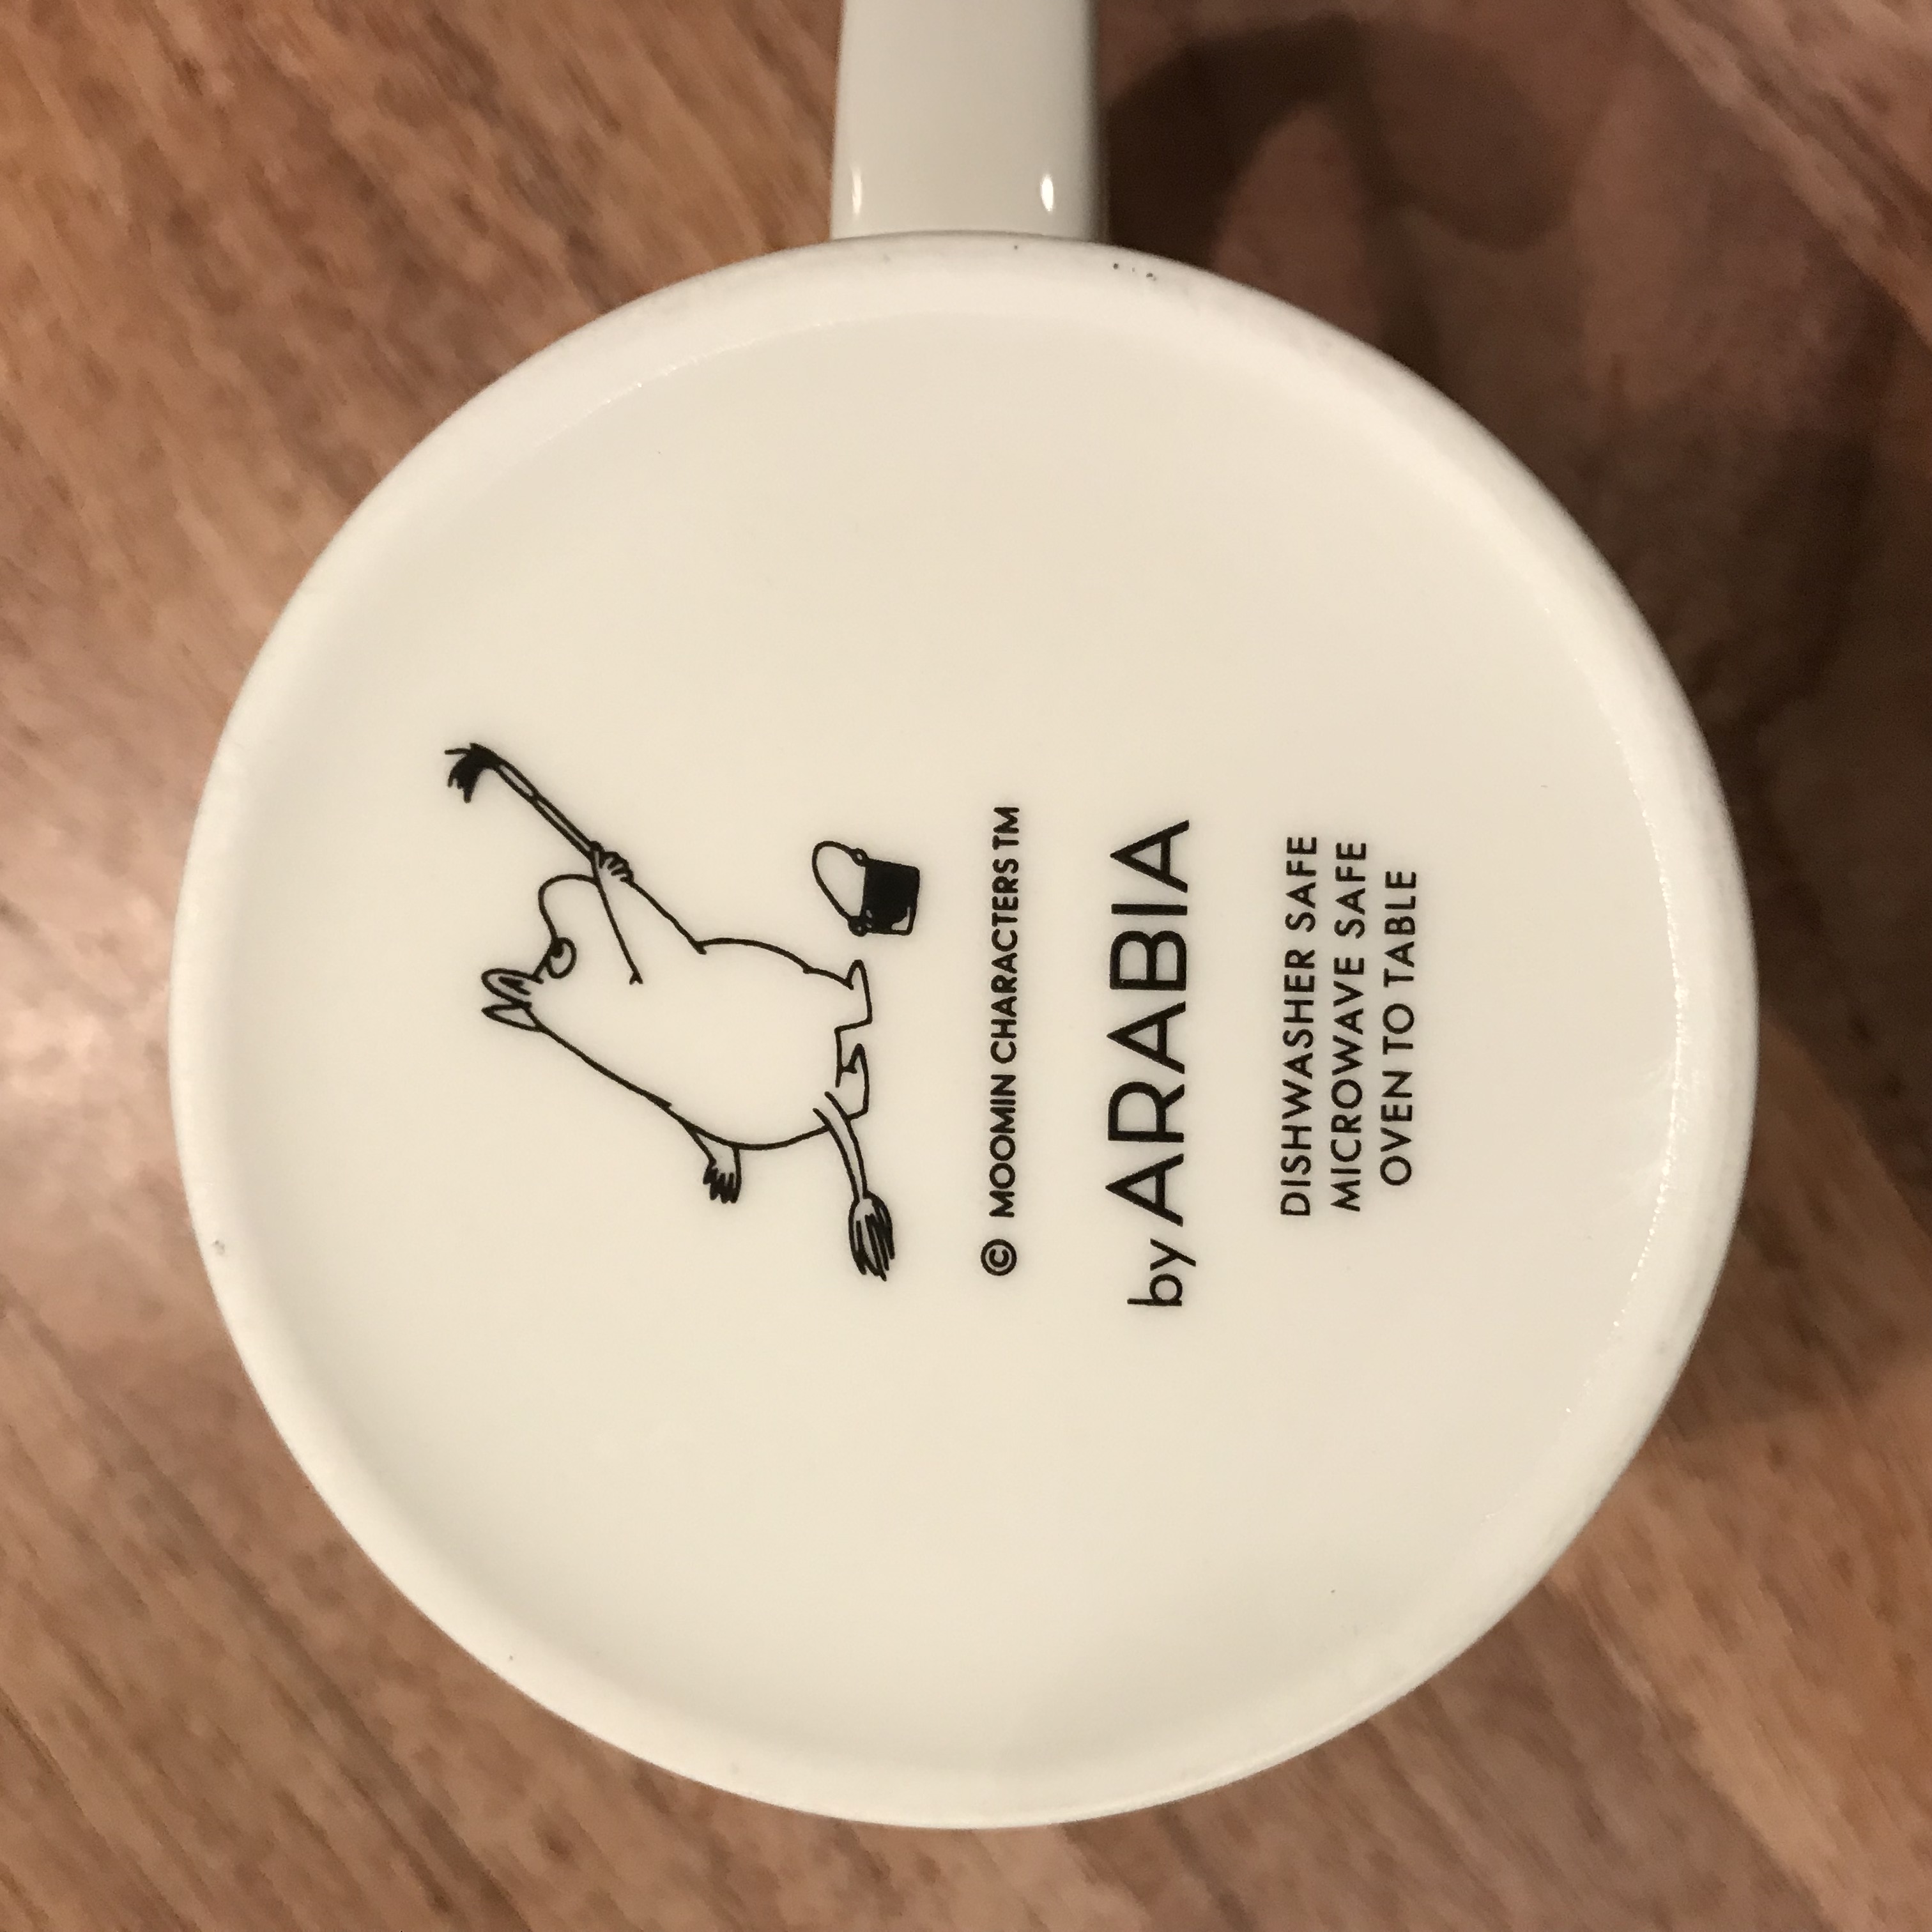 © MOOMIN CHARACTERS TM
by ARABIA
DISHWASHER SAFE
MICROWAVE SAFE
OVEN TO TABLE